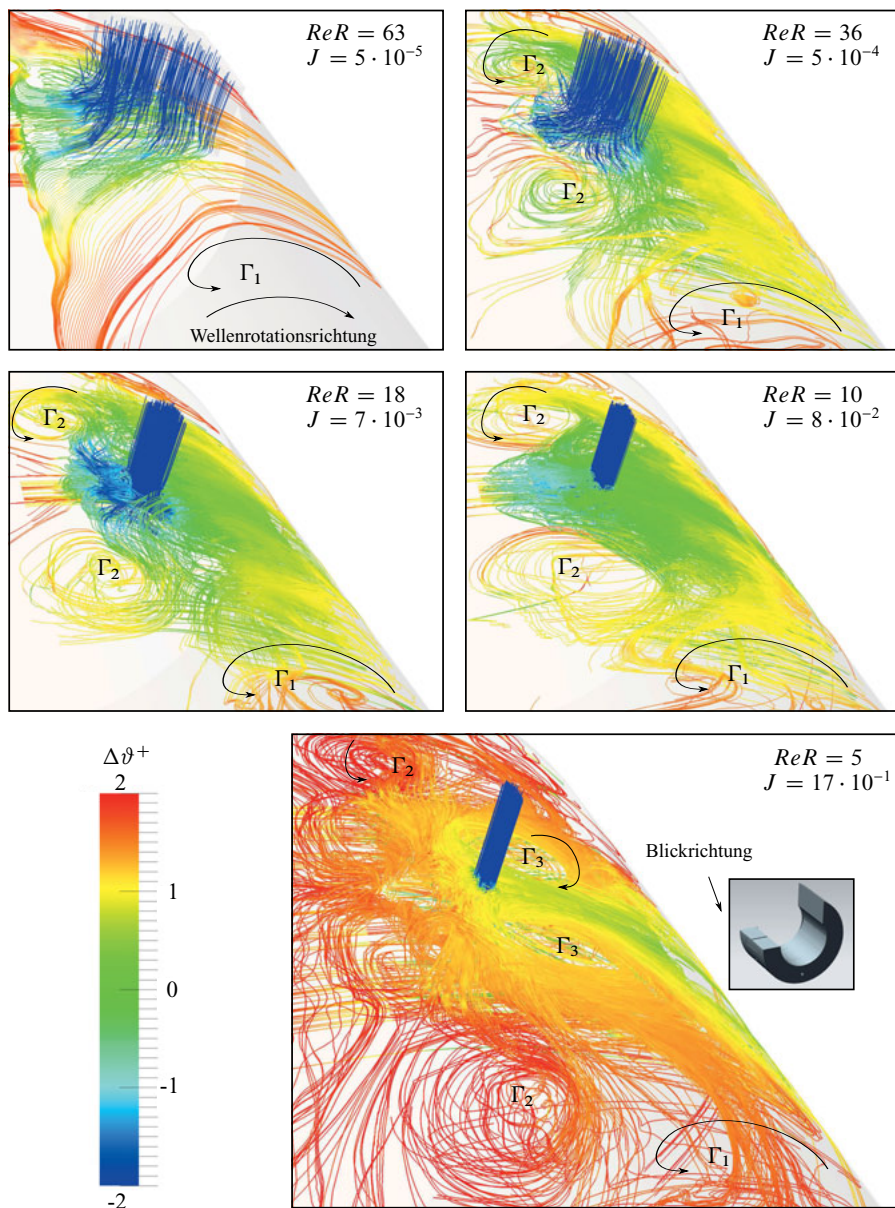 ReR = 63
J = 5 · 10⁻⁵
Γ₁
Wellenrotationsrichtung
ReR = 36
J = 5 · 10⁻⁴
Γ₂
Γ₂
Γ₁
ReR = 18
J = 7 · 10⁻³
Γ₂
Γ₂
Γ₁
ReR = 10
J = 8 · 10⁻²
Γ₂
Γ₂
Γ₁
Δϑ⁺
2
1
0
-1
-2
ReR = 5
J = 17 · 10⁻¹
Γ₂
Γ₃
Γ₃
Γ₂
Γ₁
Blickrichtung